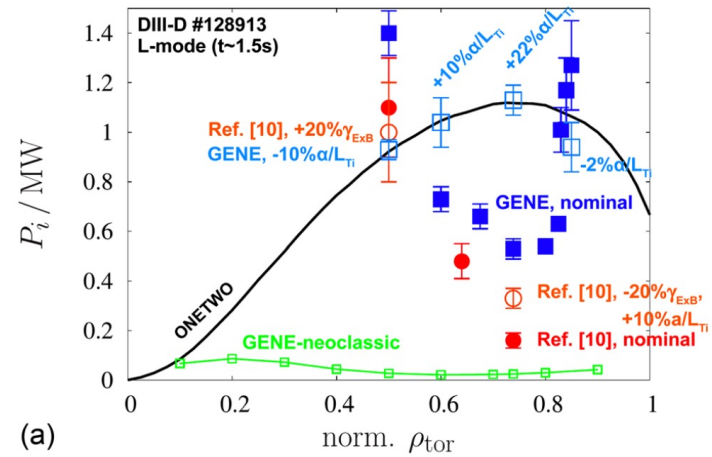 DIII-D #128913
L-mode (t~1.5s)
+10%α/L_Ti
+22%α/L_Ti
Ref. [10], +20%γ_ExB
GENE, -10%α/L_Ti
-2%α/L_Ti
GENE, nominal
ONETWO
Ref. [10], -20%γ_ExB,
+10%a/L_Ti
Ref. [10], nominal
GENE-neoclassic
P_i / MW
1.4
1.2
1
0.8
0.6
0.4
0.2
0
0 0.2 0.4 0.6 0.8 1
norm. ρ_tor
(a)